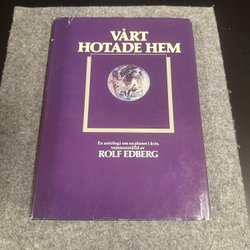 VÅRT
HOTADE HEM
En antologi om en planet i kris,
sammanställd av
ROLF EDBERG